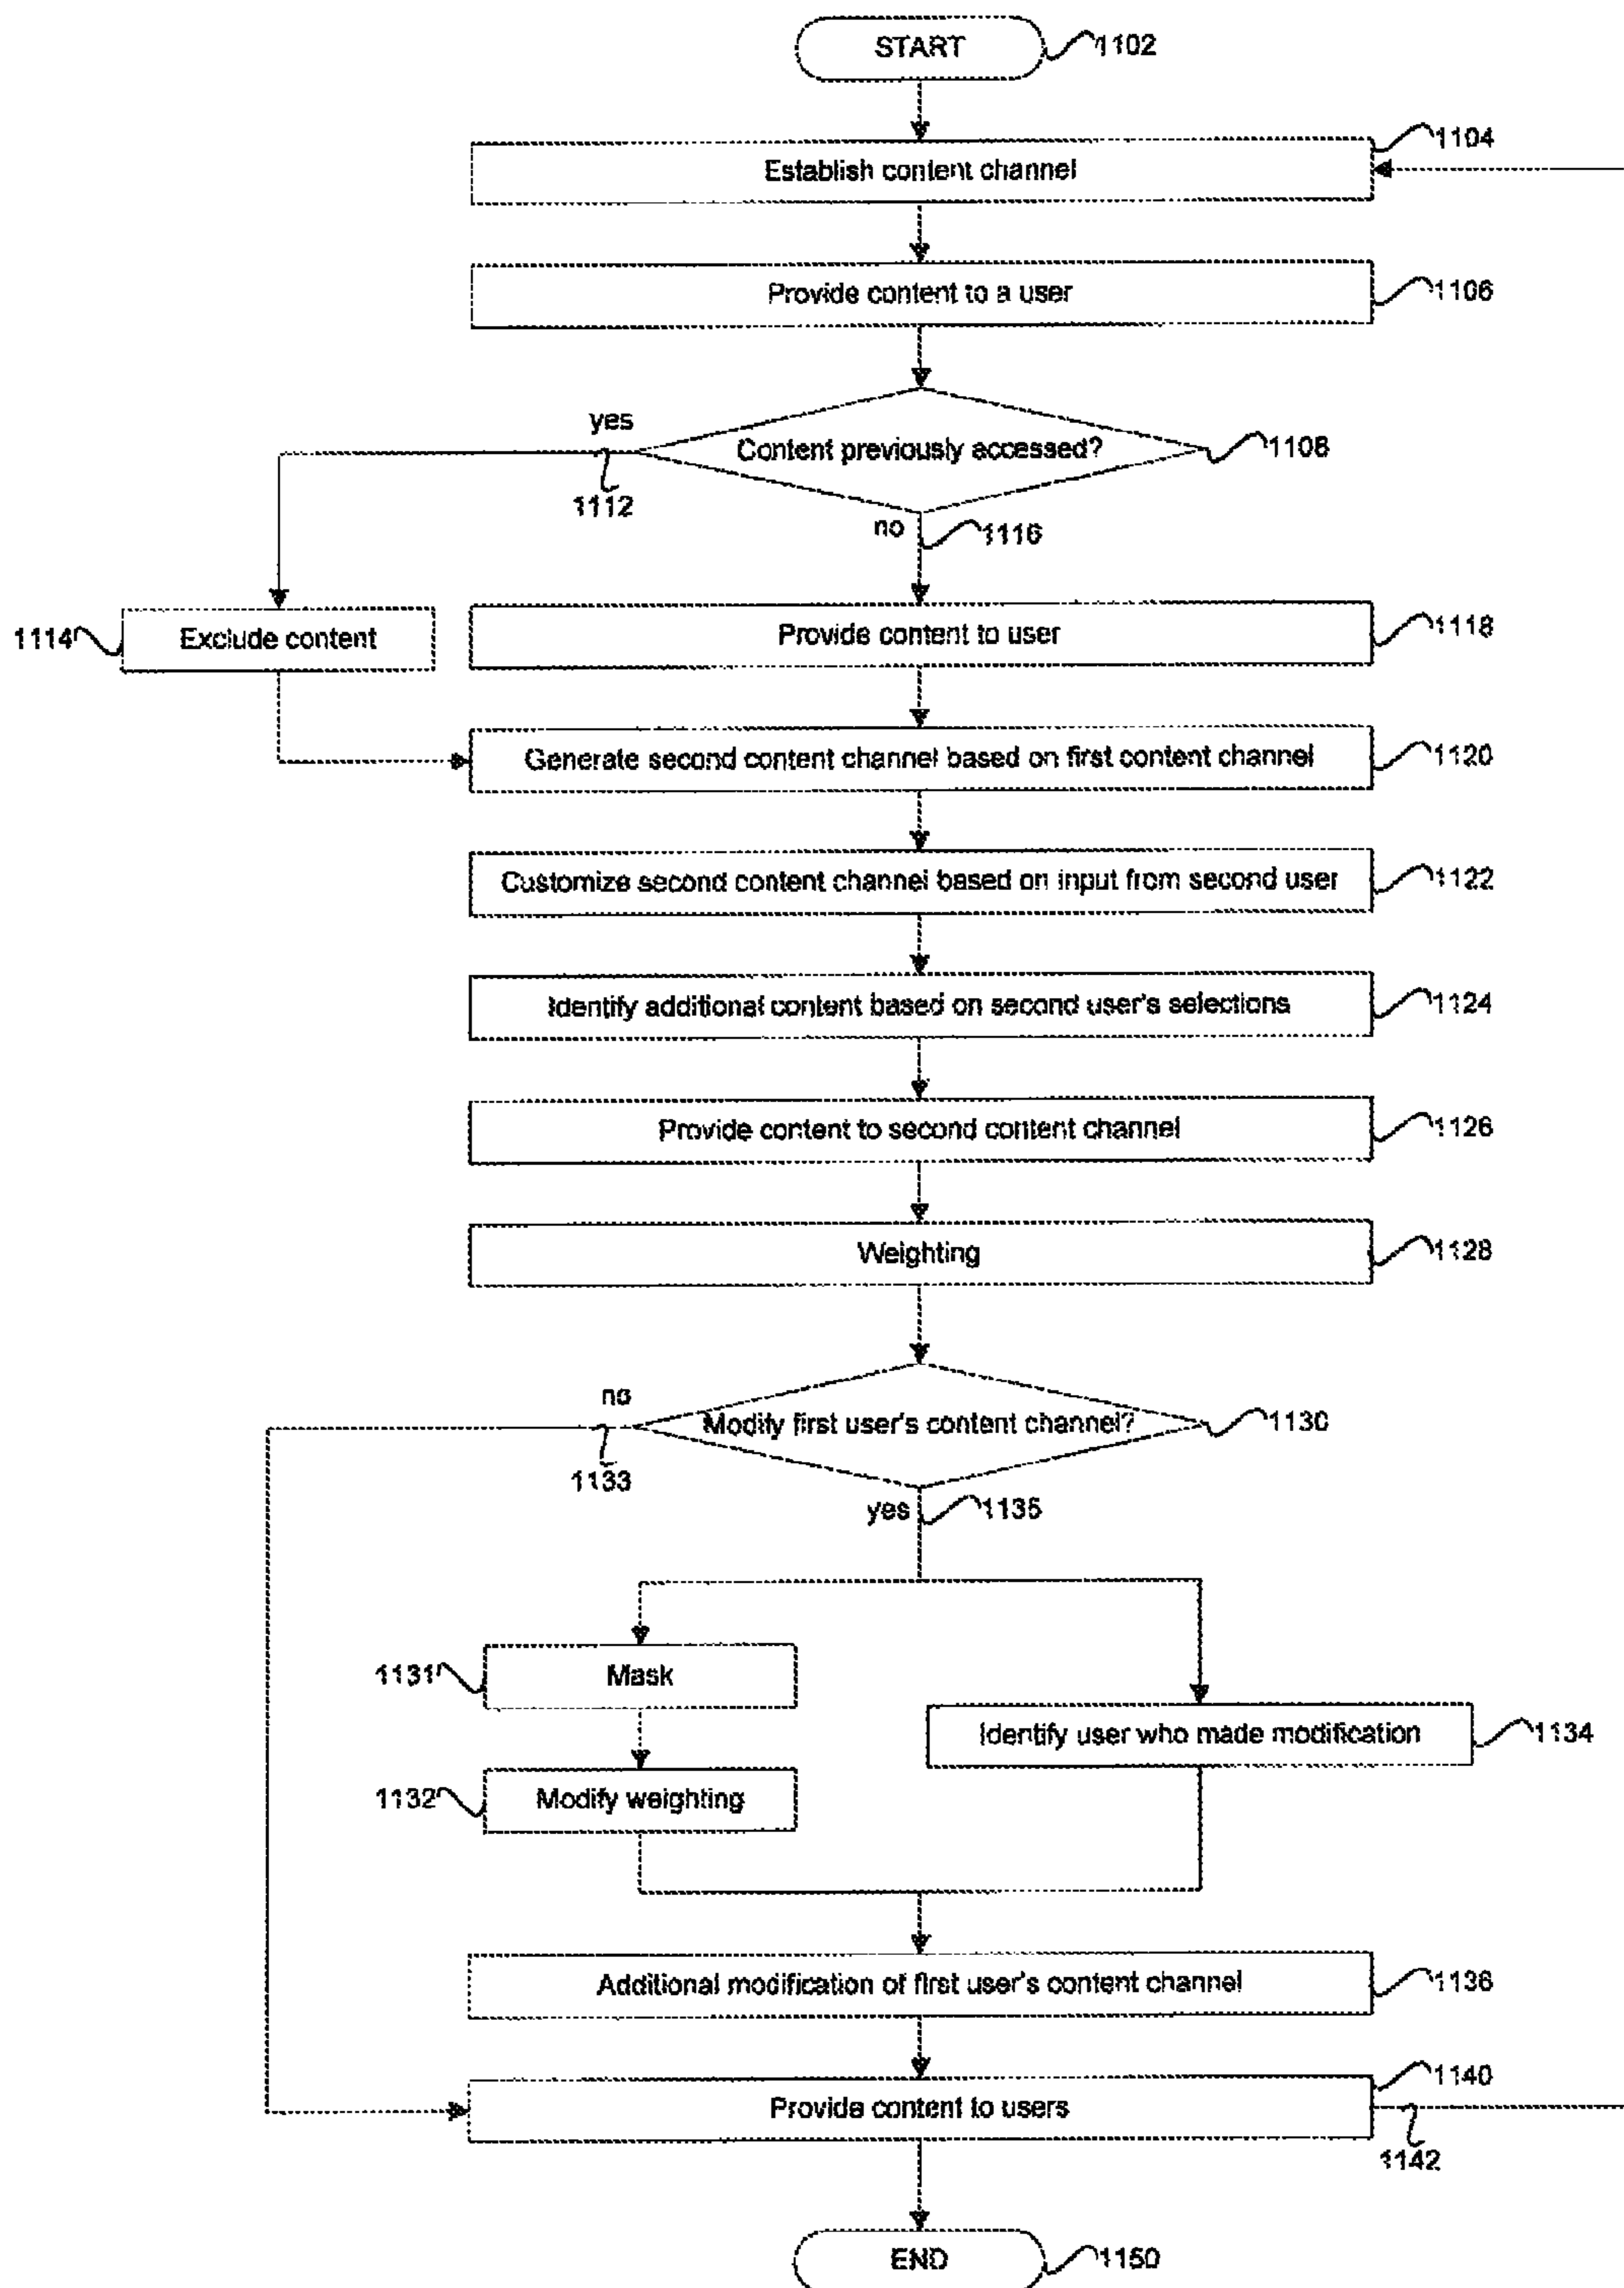 START
1102
1104
Establish content channel
Provide content to a user
1106
yes
Content previously accessed?
1108
1112
no
1116
1114
Exclude content
Provide content to user
1118
Generate second content channel based on first content channel
1120
Customize second content channel based on input from second user
1122
Identify additional content based on second user's selections
1124
Provide content to second content channel
1126
Weighting
1128
no
Modify first user's content channel?
1130
1133
yes
1135
1131
Mask
Identify user who made modification
1134
1132
Modify weighting
Additional modification of first user's content channel
1136
1140
Provide content to users
1142
END
1150